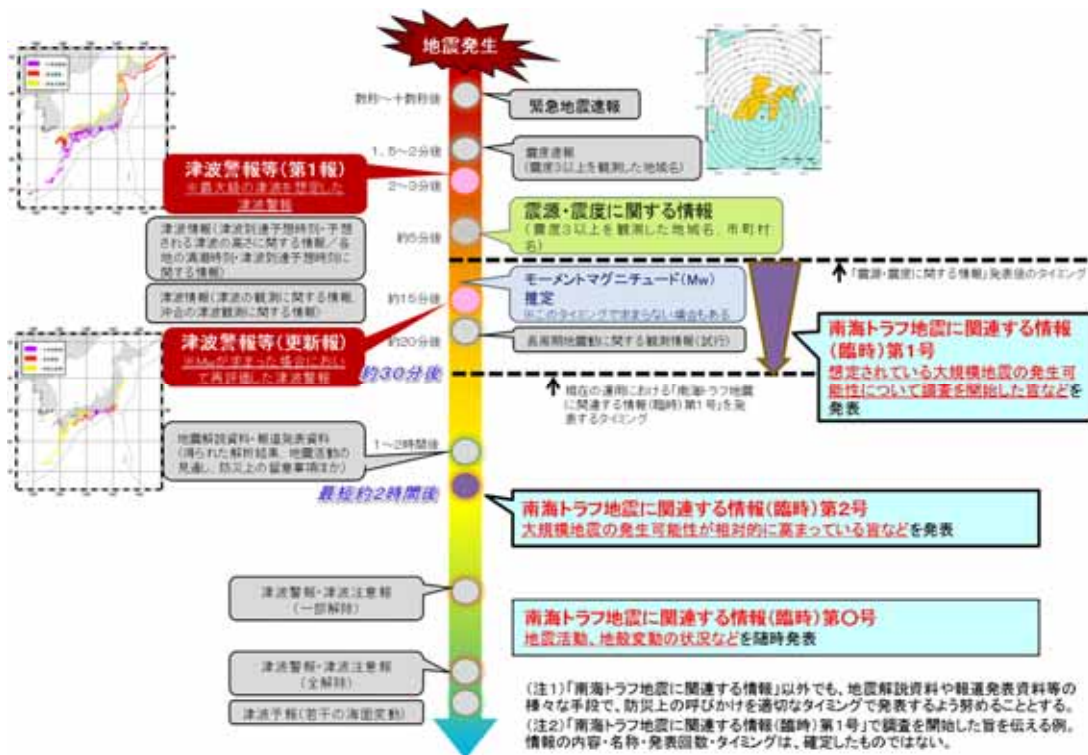 地震発生
数秒～十数秒後
緊急地震速報
1．5～2分後
震度速報
(震度3以上を観測した地域名)
津波警報等(第1報)
※最大級の津波を想定した
津波警報
2～3分後
震源・震度に関する情報
(震度3以上を観測した地域名、市町村
名)
約5分後
津波情報(津波到達予想時刻・予想
される津波の高さに関する情報／各
地の満潮時刻・津波到達予想時刻に
関する情報)
↑「震源・震度に関する情報」発表後のタイミング
モーメントマグニチュード(Mw)
推定
※このタイミングで求まらない場合もある
約15分後
津波情報(津波の観測に関する情報、
沖合の津波観測に関する情報)
津波警報等(更新報)
※Mwが求まった場合におい
て再評価した津波警報
約20分後
長周期地震動に関する観測情報(試行)
約30分後
南海トラフ地震に関連する情報
(臨時)第1号
想定されている大規模地震の発生可
能性について調査を開始した旨などを
発表
↑現在の運用における「南海トラフ地震
に関連する情報(臨時)第1号」を発
表するタイミング
1～2時間後
地震解説資料・報道発表資料
(得られた解析結果、地震活動の
見通し、防災上の留意事項ほか)
最短約2時間後
南海トラフ地震に関連する情報(臨時)第2号
大規模地震の発生可能性が相対的に高まっている旨などを発表
津波警報・津波注意報
(一部解除)
南海トラフ地震に関連する情報(臨時)第〇号
地震活動、地殻変動の状況などを随時発表
津波警報・津波注意報
(全解除)
津波予報(若干の海面変動)
(注1)「南海トラフ地震に関連する情報」以外でも、地震解説資料や報道発表資料等の
様々な手段で、防災上の呼びかけを適切なタイミングで発表するよう努めることとする。
(注2)「南海トラフ地震に関連する情報(臨時)第1号」で調査を開始した旨を伝える例。
情報の内容・名称・発表回数・タイミングは、確定したものではない。